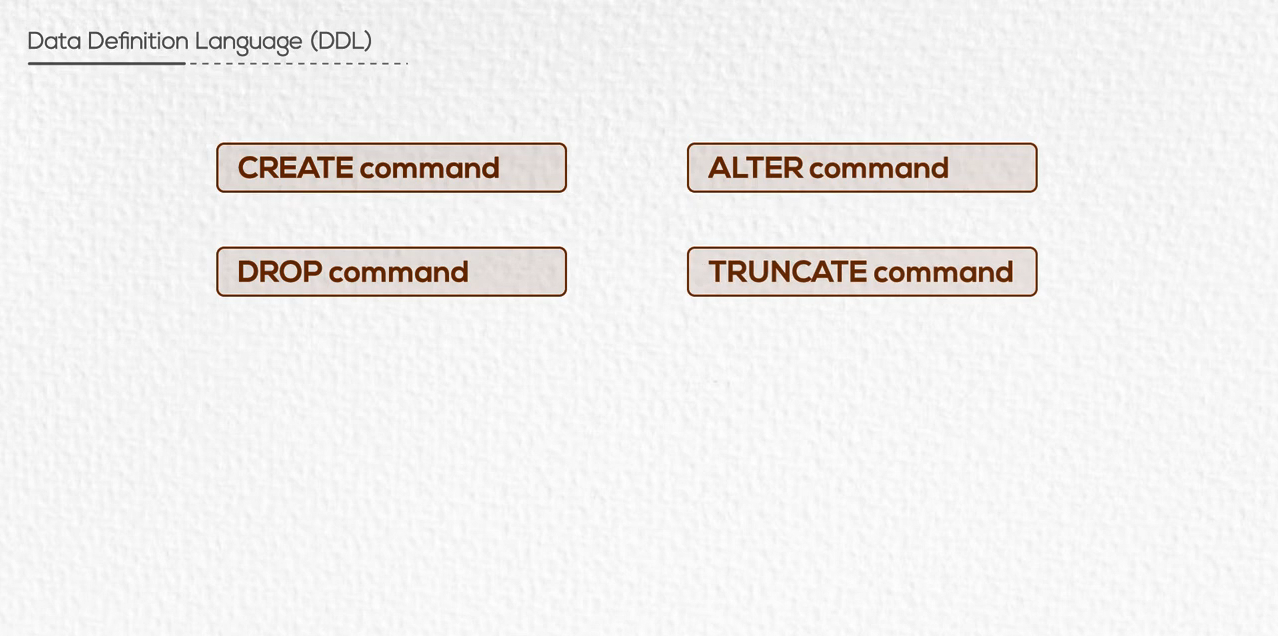 Data Definition Language (DDL)
CREATE command
ALTER command
DROP command
TRUNCATE command